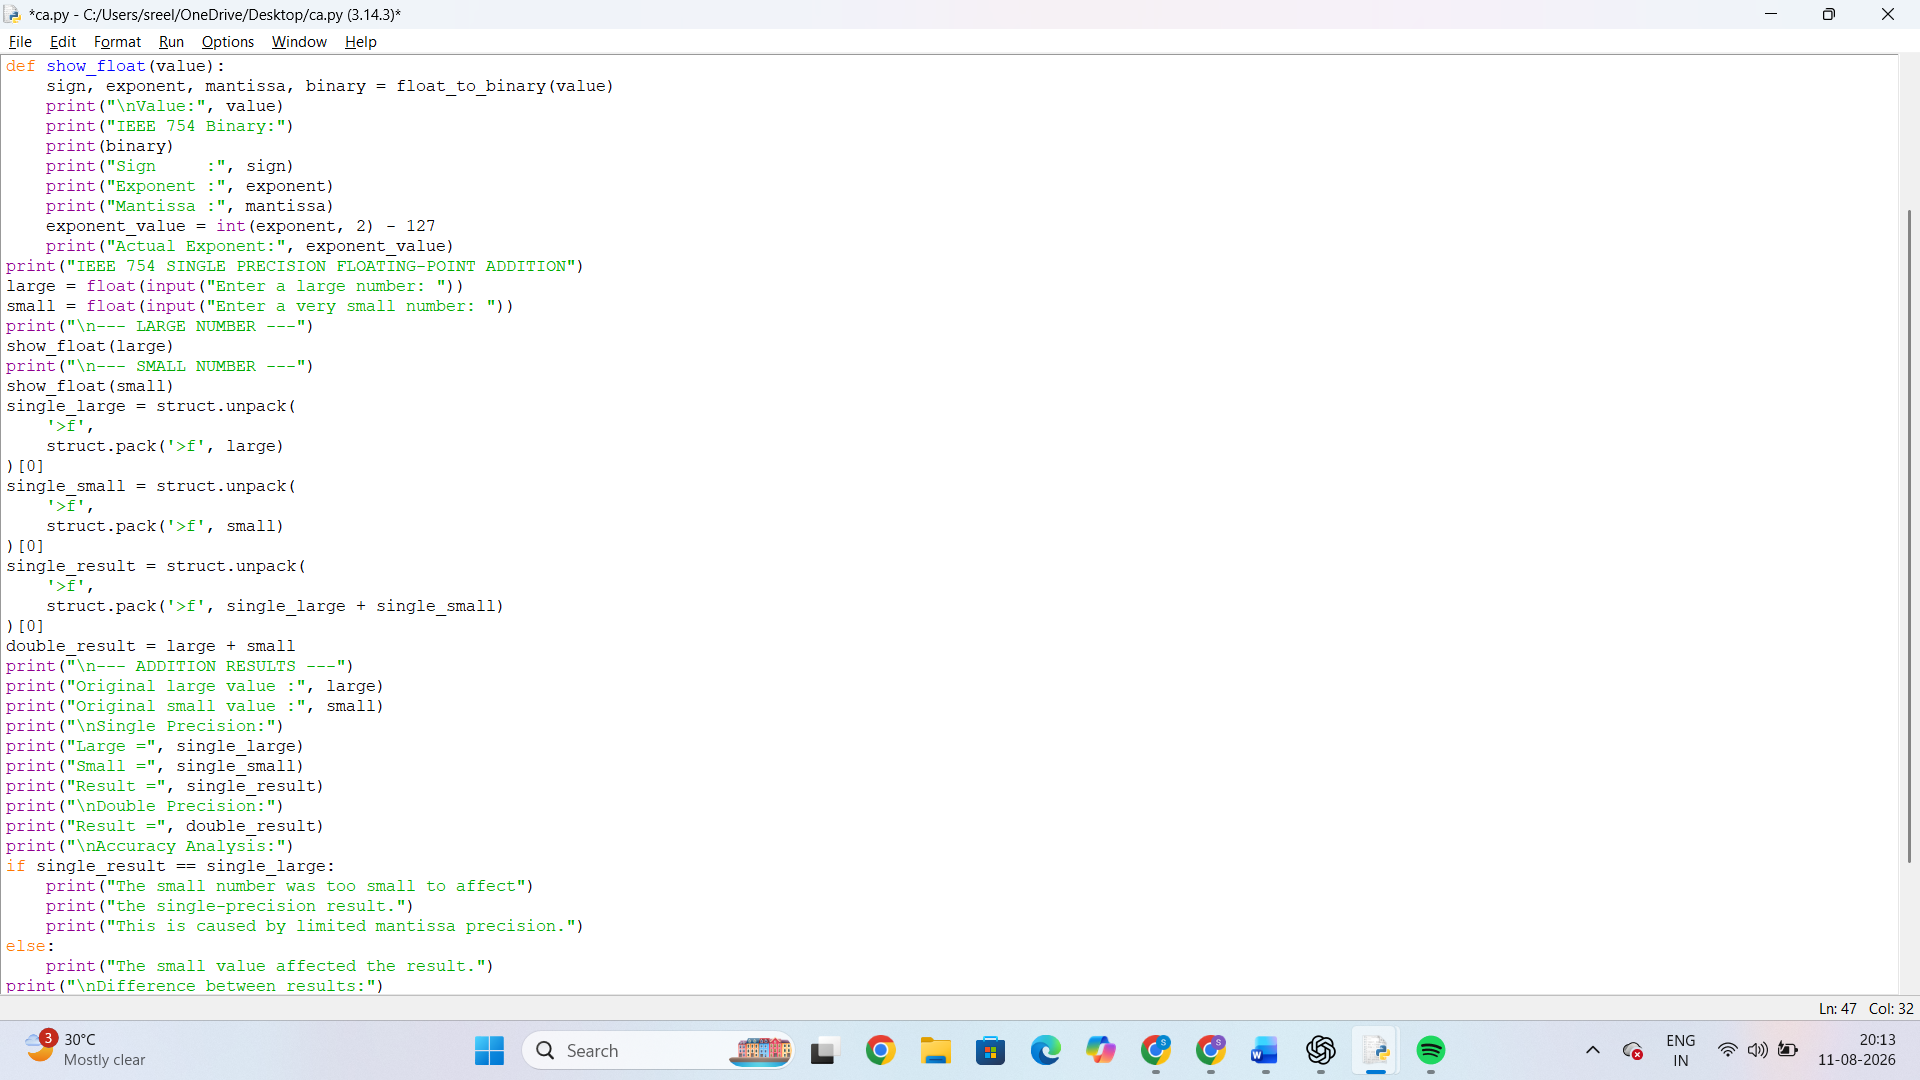 *ca.py - C:/Users/sreel/OneDrive/Desktop/ca.py (3.14.3)*
File Edit Format Run Options Window Help
def show_float(value):
    sign, exponent, mantissa, binary = float_to_binary(value)
    print("\nValue:", value)
    print("IEEE 754 Binary:")
    print(binary)
    print("Sign     :", sign)
    print("Exponent :", exponent)
    print("Mantissa :", mantissa)
    exponent_value = int(exponent, 2) - 127
    print("Actual Exponent:", exponent_value)
print("IEEE 754 SINGLE PRECISION FLOATING-POINT ADDITION")
large = float(input("Enter a large number: "))
small = float(input("Enter a very small number: "))
print("\n--- LARGE NUMBER ---")
show_float(large)
print("\n--- SMALL NUMBER ---")
show_float(small)
single_large = struct.unpack(
    '>f',
    struct.pack('>f', large)
)[0]
single_small = struct.unpack(
    '>f',
    struct.pack('>f', small)
)[0]
single_result = struct.unpack(
    '>f',
    struct.pack('>f', single_large + single_small)
)[0]
double_result = large + small
print("\n--- ADDITION RESULTS ---")
print("Original large value :", large)
print("Original small value :", small)
print("\nSingle Precision:")
print("Large =", single_large)
print("Small =", single_small)
print("Result =", single_result)
print("\nDouble Precision:")
print("Result =", double_result)
print("\nAccuracy Analysis:")
if single_result == single_large:
    print("The small number was too small to affect")
    print("the single-precision result.")
    print("This is caused by limited mantissa precision.")
else:
    print("The small value affected the result.")
print("\nDifference between results:")
Ln: 47 Col: 32
3
30°C
Mostly clear
Search
ENG
IN
20:13
11-08-2026